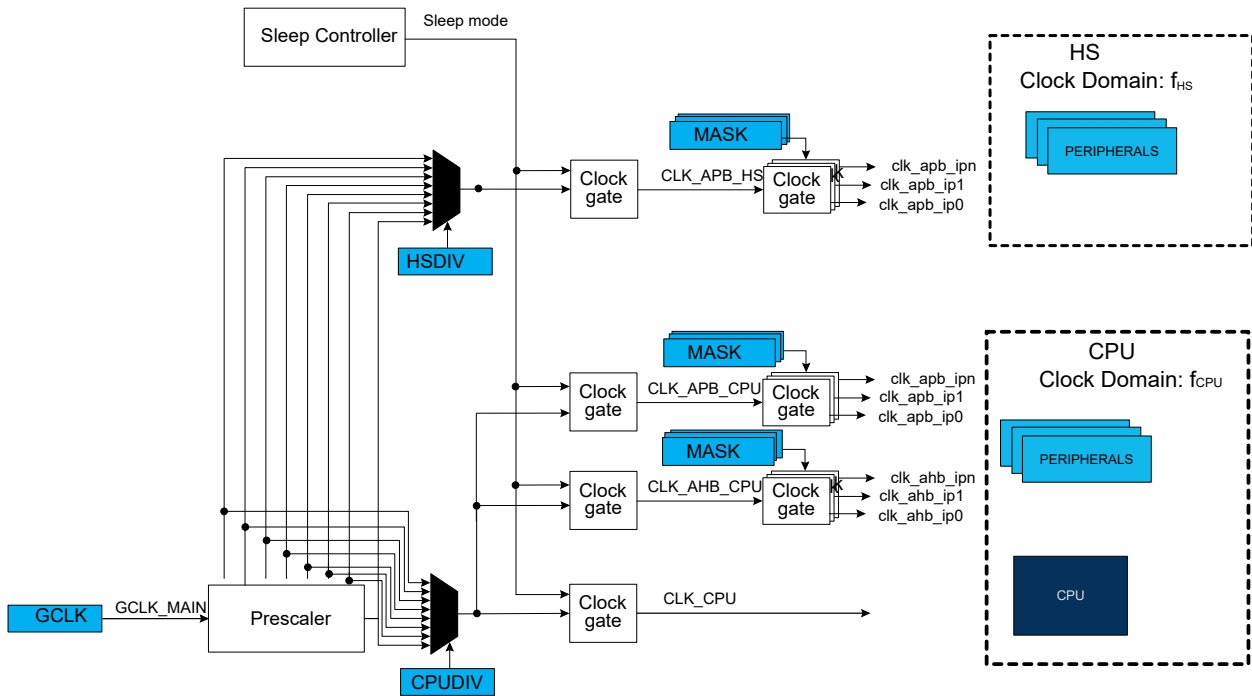 Sleep mode
Sleep Controller
HS
Clock Domain: fHS
MASK
PERIPHERALS
clk_apb_ipn
Clock
gate
CLK_APB_HS
Clock
gate
clk_apb_ip1
clk_apb_ip0
HSDIV
CPU
Clock Domain: fCPU
MASK
clk_apb_ipn
Clock
gate
CLK_APB_CPU
Clock
gate
clk_apb_ip1
clk_apb_ip0
MASK
PERIPHERALS
clk_ahb_ipn
Clock
gate
CLK_AHB_CPU
Clock
gate
clk_ahb_ip1
clk_ahb_ip0
CPU
Clock
gate
CLK_CPU
GCLK
GCLK_MAIN
Prescaler
CPUDIV